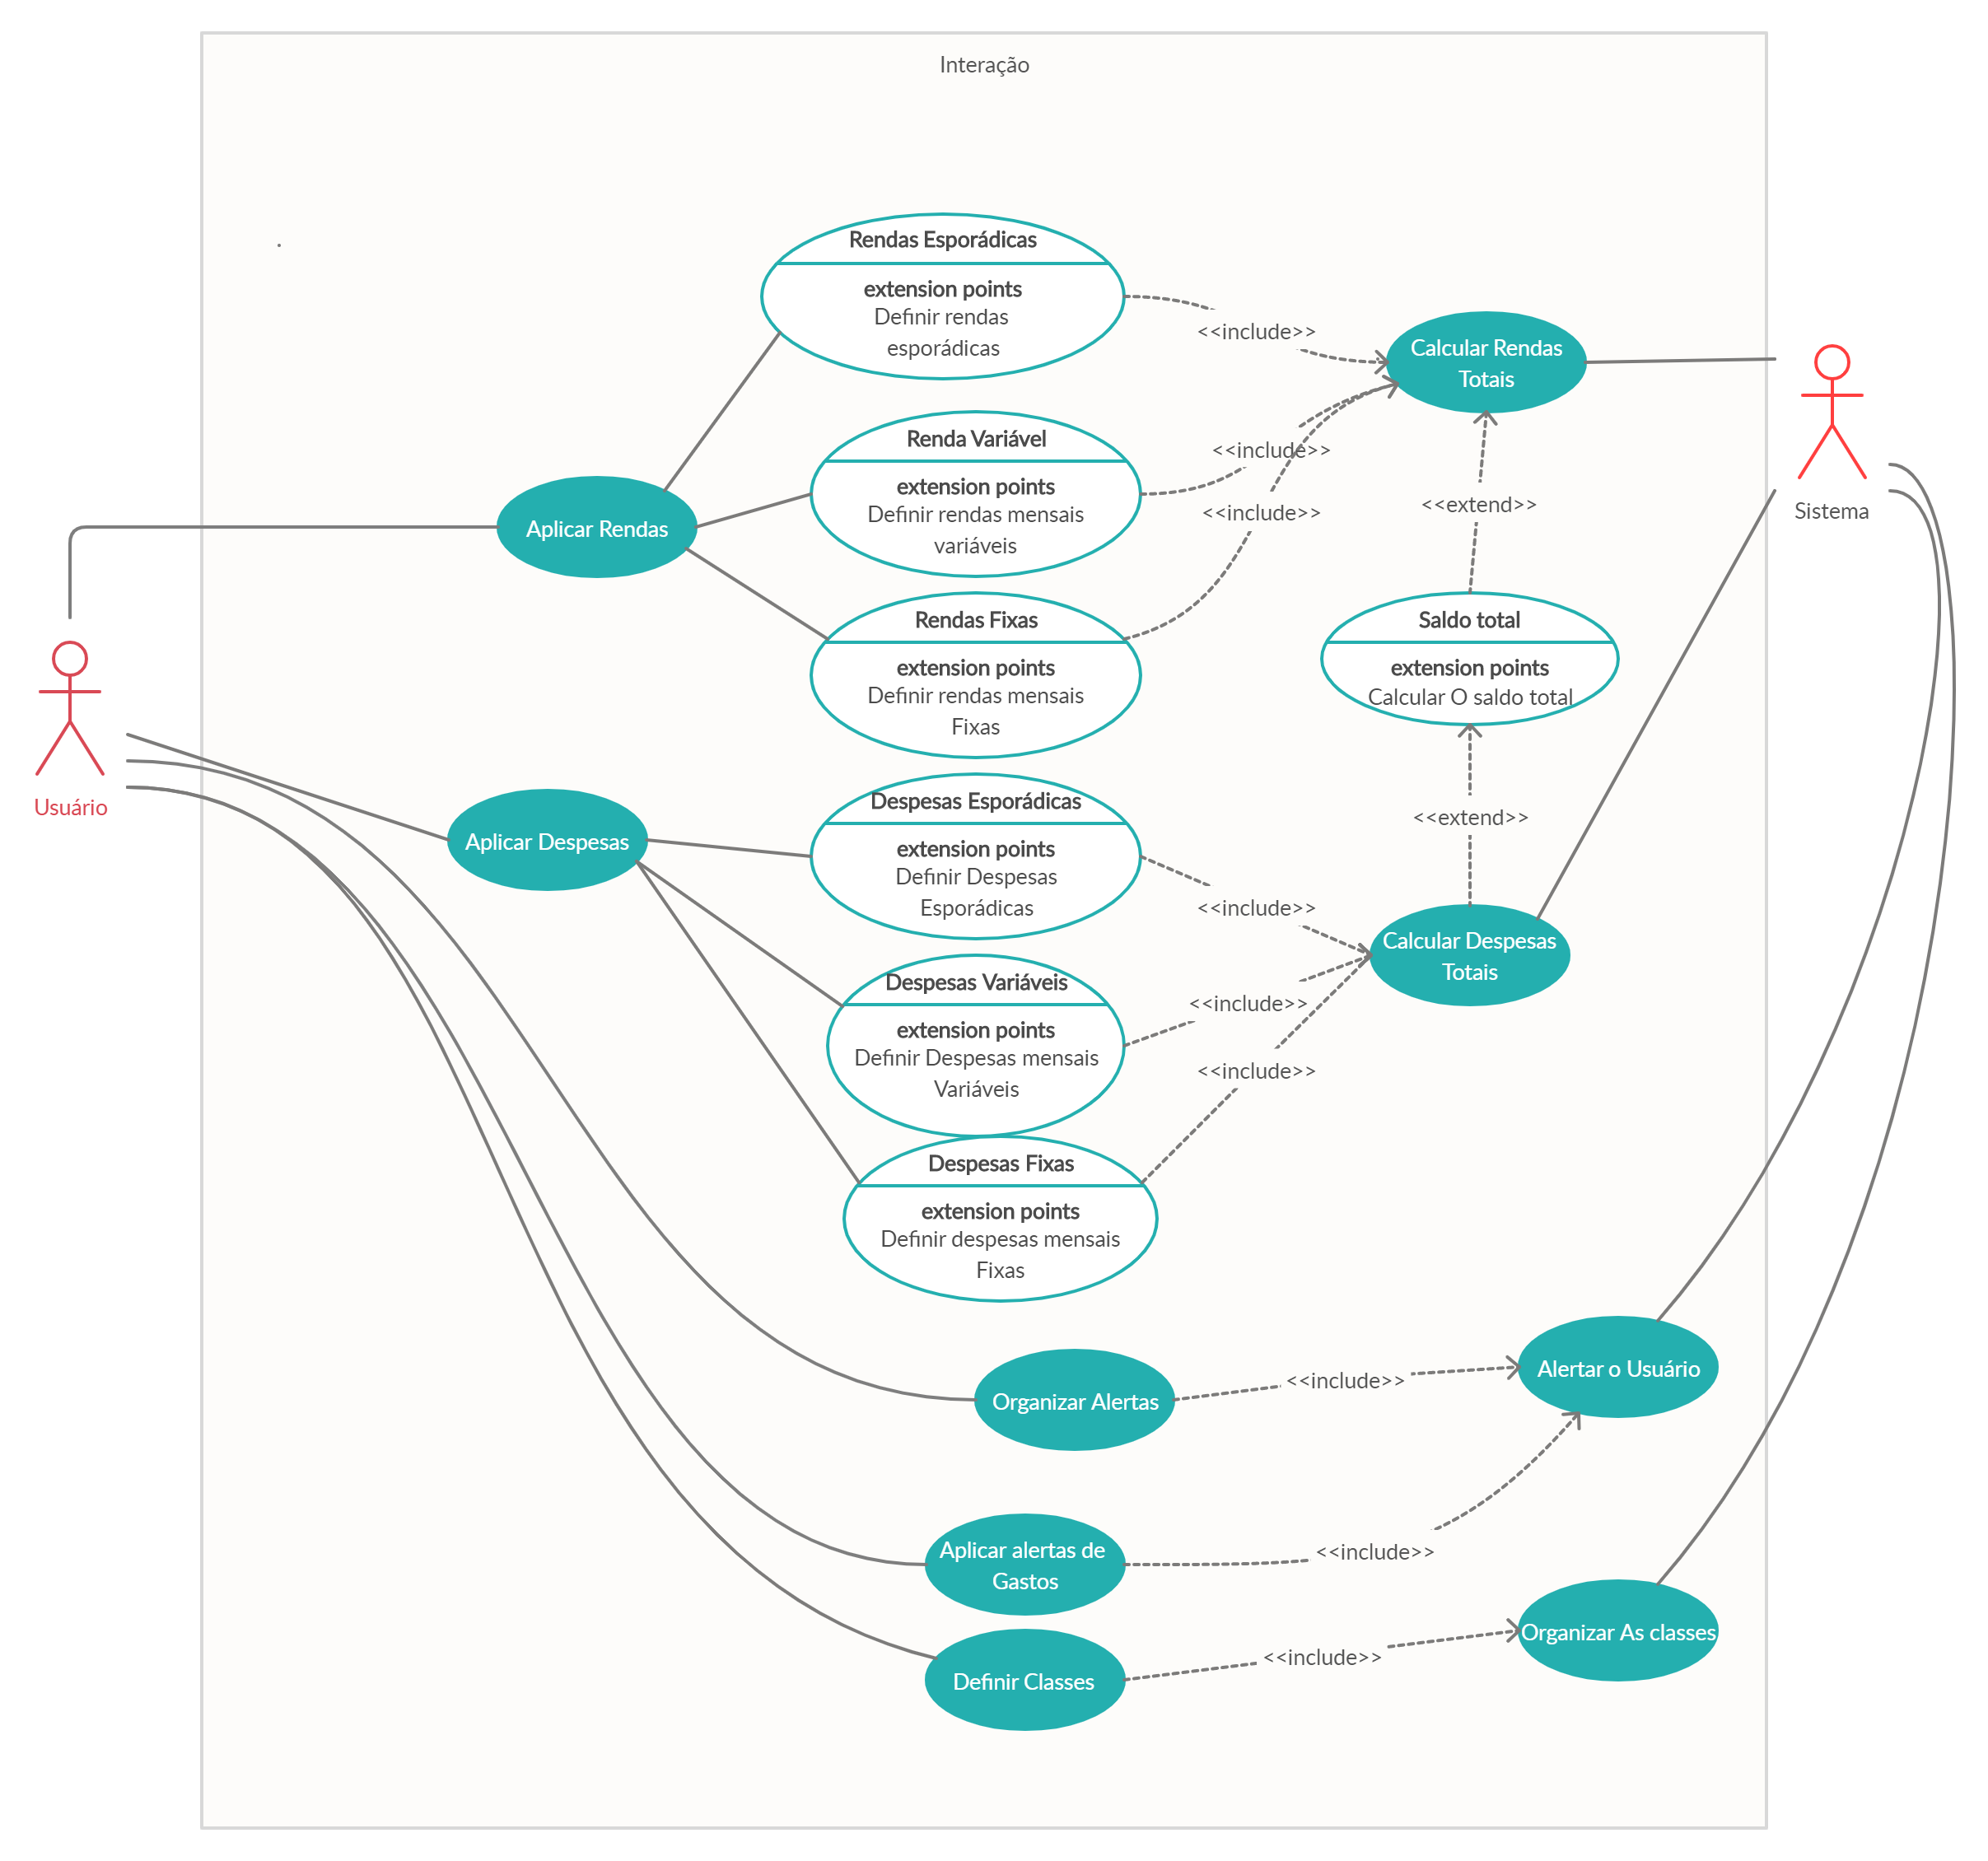 Interação
Rendas Esporádicas
extension points
Definir rendas
esporádicas
<<include>>
Calcular Rendas
Totais
Renda Variável
extension points
Definir rendas mensais
variáveis
<<include>>
<<include>>
<<extend>>
Sistema
Aplicar Rendas
Rendas Fixas
extension points
Definir rendas mensais
Fixas
Saldo total
extension points
Calcular O saldo total
Usuário
Aplicar Despesas
Despesas Esporádicas
extension points
Definir Despesas
Esporádicas
<<extend>>
<<include>>
Calcular Despesas
Totais
Despesas Variáveis
extension points
Definir Despesas mensais
Variáveis
<<include>>
<<include>>
Despesas Fixas
extension points
Definir despesas mensais
Fixas
Organizar Alertas
<<include>>
Alertar o Usuário
Aplicar alertas de
Gastos
<<include>>
Definir Classes
<<include>>
Organizar As classes